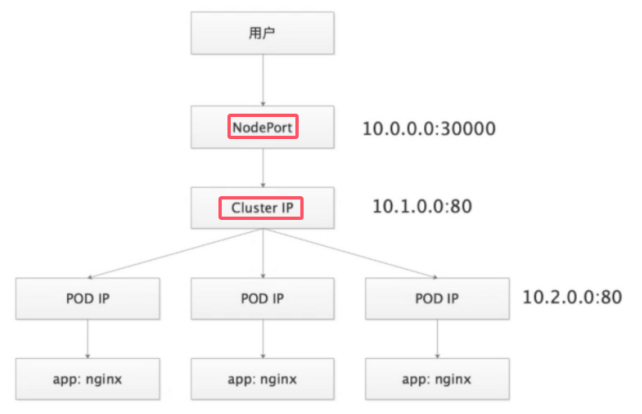 用户
NodePort
10.0.0.0:30000
Cluster IP
10.1.0.0:80
POD IP
POD IP
POD IP
10.2.0.0:80
app: nginx
app: nginx
app: nginx